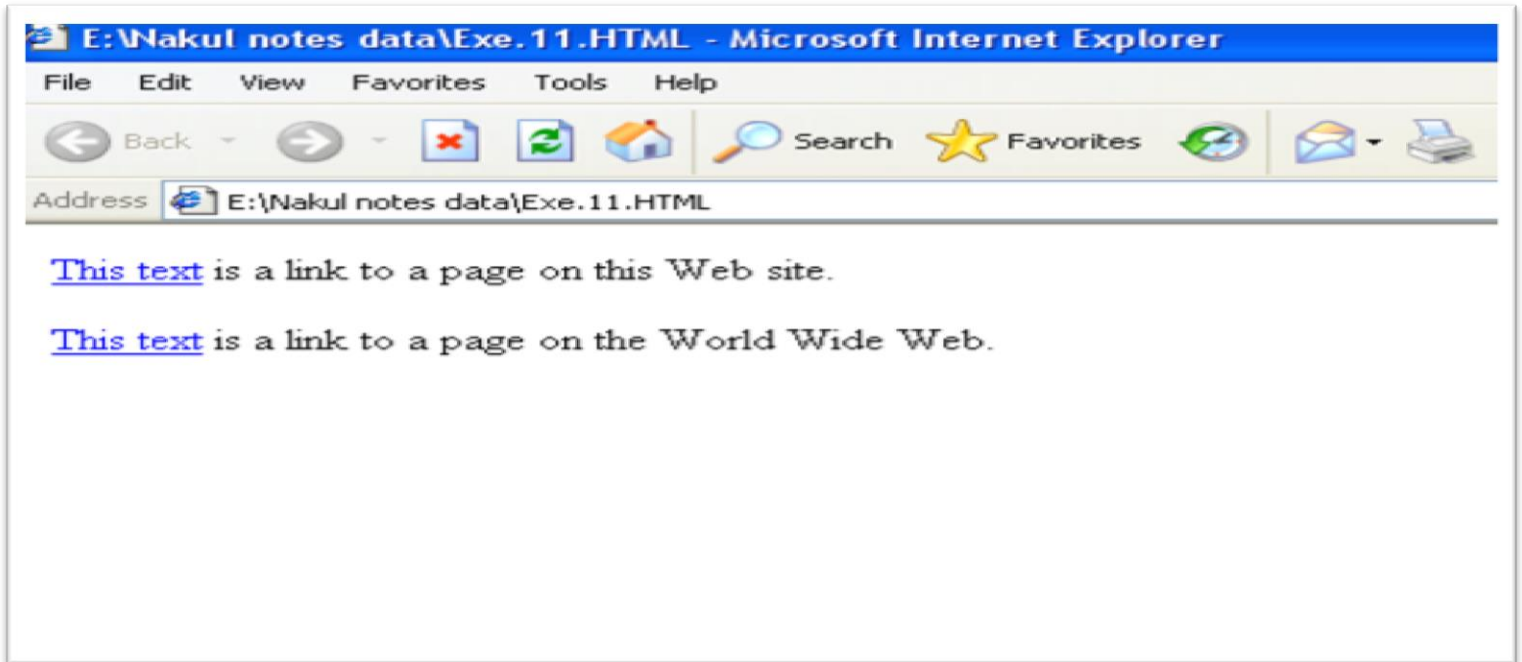 E:\Nakul notes data\Exe.11.HTML - Microsoft Internet Explorer
File Edit View Favorites Tools Help
Back Search Favorites
Address E:\Nakul notes data\Exe.11.HTML
This text is a link to a page on this Web site.
This text is a link to a page on the World Wide Web.